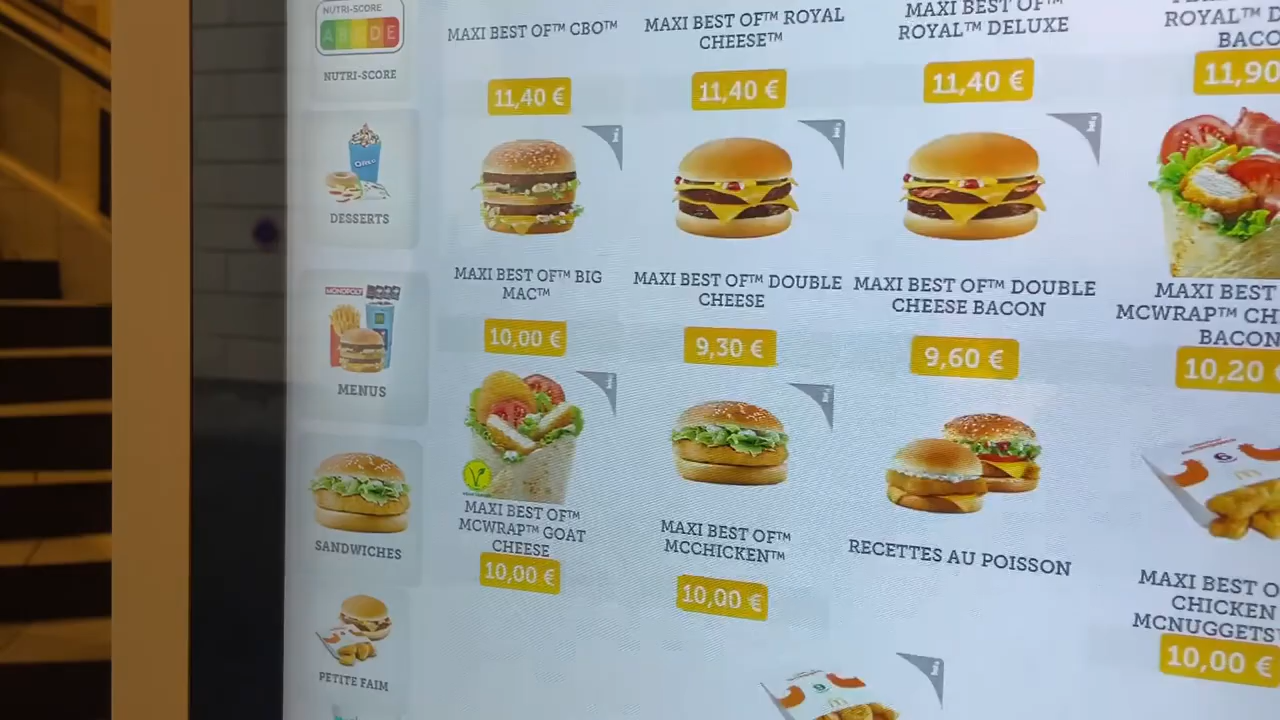 NUTRI-SCORE
A B C D E
NUTRI-SCORE
DESSERTS
MONOPOLY
MENUS
SANDWICHES
PETITE FAIM
MAXI BEST OF™ CBO™
11,40 €
MAXI BEST OF™ ROYAL
CHEESE™
11,40 €
MAXI BEST OF™
ROYAL™ DELUXE
11,40 €
ROYAL™ D
BACO
11,90
MAXI BEST OF™ BIG
MAC™
10,00 €
MAXI BEST OF™ DOUBLE
CHEESE
9,30 €
MAXI BEST OF™ DOUBLE
CHEESE BACON
9,60 €
MAXI BEST
MCWRAP™ CH
BACON
10,20 €
MAXI BEST OF™
MCWRAP™ GOAT
CHEESE
10,00 €
MAXI BEST OF™
MCCHICKEN™
10,00 €
RECETTES AU POISSON
6
MAXI BEST O
CHICKEN
MCNUGGETS
10,00 €
9